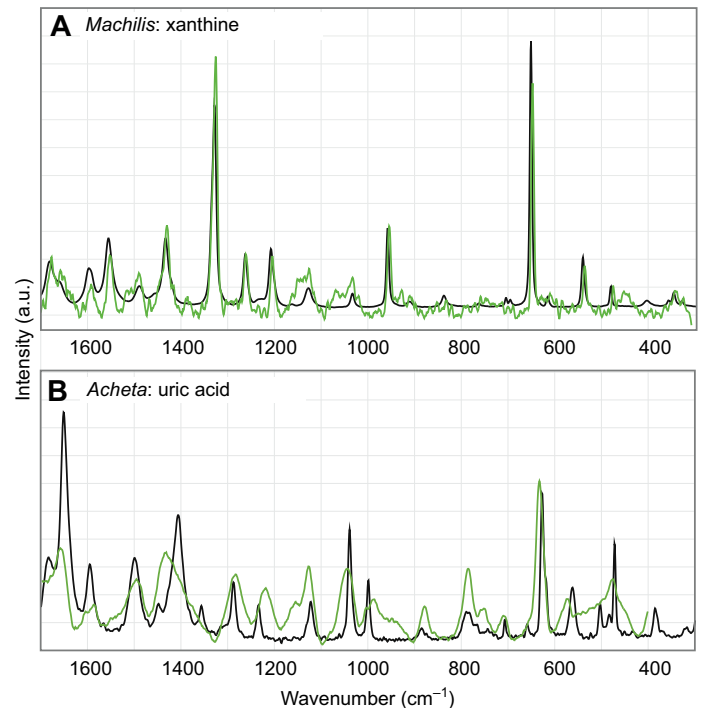 A Machilis: xanthine
1600 1400 1200 1000 800 600 400
Intensity (a.u.)
B Acheta: uric acid
1600 1400 1200 1000 800 600 400
Wavenumber (cm⁻¹)